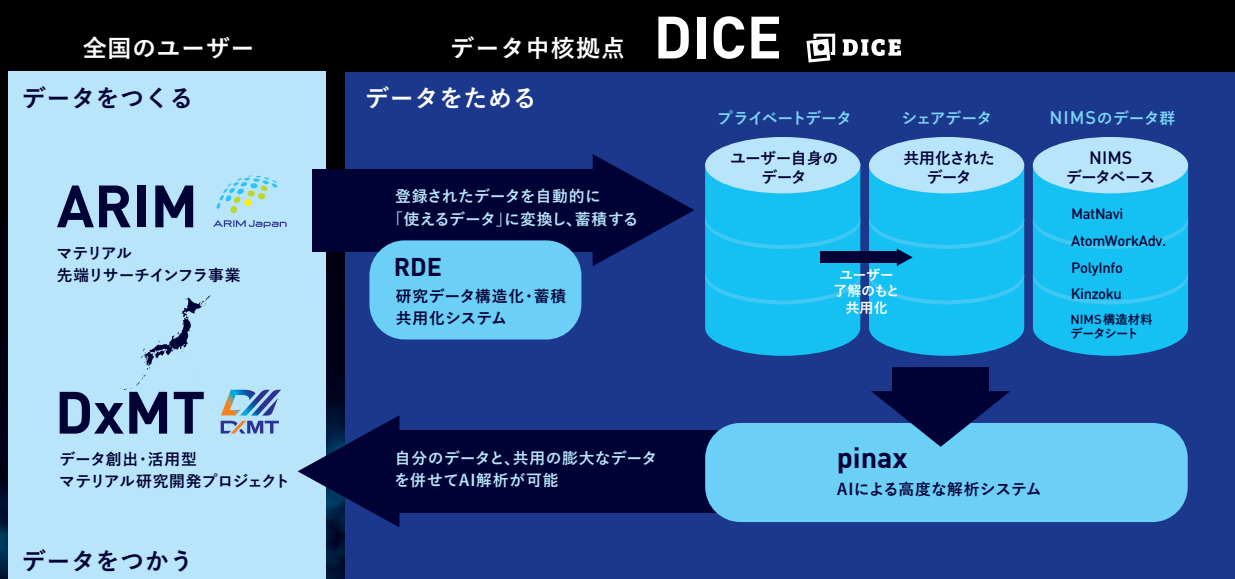 全国のユーザー
データ中核拠点 DICE DICE
データをつくる
データをためる
ARIM
ARIM Japan
マテリアル
先端リサーチインフラ事業
DxMT
DXMT
データ創出・活用型
マテリアル研究開発プロジェクト
データをつかう
登録されたデータを自動的に
「使えるデータ」に変換し、蓄積する
RDE
研究データ構造化・蓄積
共用化システム
プライベートデータ
ユーザー自身の
データ
シェアデータ
共用化された
データ
ユーザー
了解のもと
共用化
NIMSのデータ群
NIMS
データベース
MatNavi
AtomWorkAdv.
PolyInfo
Kinzoku
NIMS構造材料
データシート
pinax
AIによる高度な解析システム
自分のデータと、共用の膨大なデータ
を併せてAI解析が可能